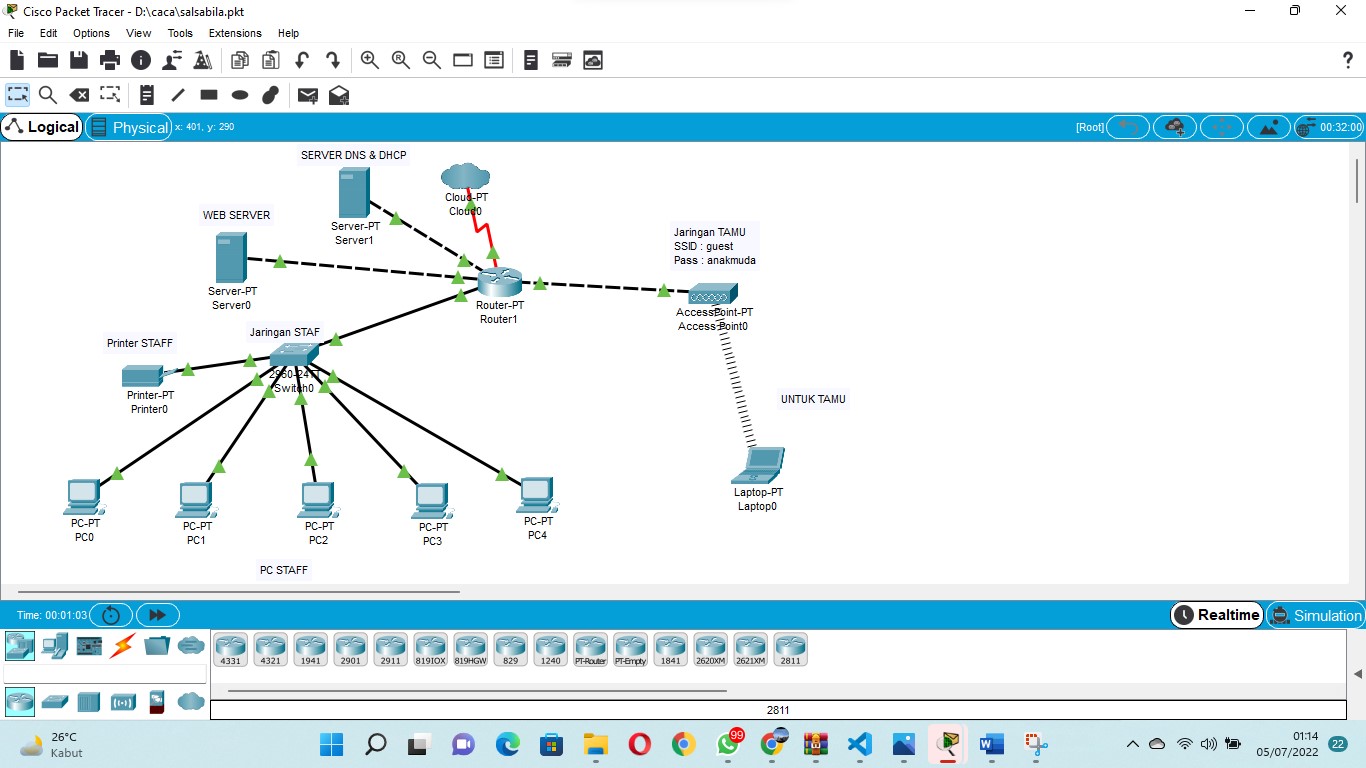 Cisco Packet Tracer - D:\caca\salsabila.pkt
File Edit Options View Tools Extensions Help
?
Logical Physical x: 401, y: 290 [Root] 00:32:00
SERVER DNS & DHCP
Cloud-PT
Cloud0
WEB SERVER
Server-PT
Server1
Jaringan TAMU
SSID : guest
Pass : anakmuda
Server-PT
Server0
Router-PT
Router1
AccessPoint-PT
Access Point0
Jaringan STAF
Printer STAFF
2960-24TT
Switch0
Printer-PT
Printer0
UNTUK TAMU
Laptop-PT
Laptop0
PC-PT
PC0
PC-PT
PC1
PC-PT
PC2
PC-PT
PC3
PC-PT
PC4
PC STAFF
Time: 00:01:03 Realtime Simulation
4331 4321 1941 2901 2911 819IOX 819HGW 829 1240 PT-Router PT-Empty 1841 2620XM 2621XM 2811
2811
26°C
Kabut
99
01:14
05/07/2022
22